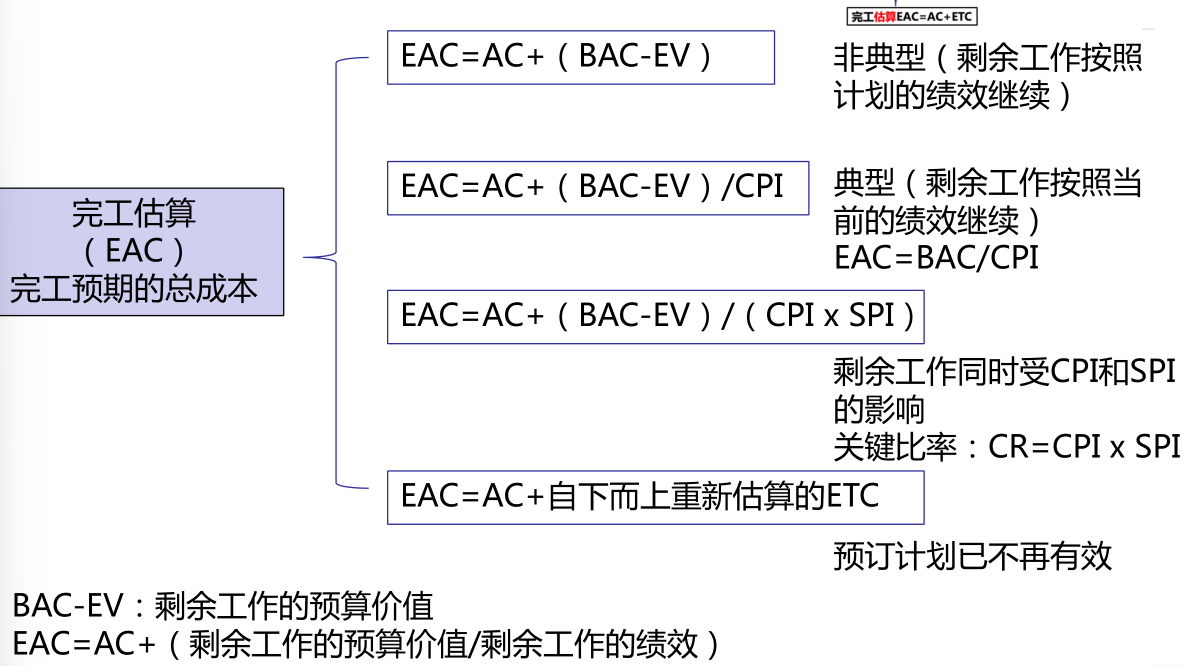 完工估算EAC=AC+ETC
EAC=AC+（BAC-EV）
非典型（剩余工作按照
计划的绩效继续）
EAC=AC+（BAC-EV）/CPI
典型（剩余工作按照当
前的绩效继续）
EAC=BAC/CPI
完工估算
（EAC）
完工预期的总成本
EAC=AC+（BAC-EV）/（CPI x SPI）
剩余工作同时受CPI和SPI
的影响
关键比率：CR=CPI x SPI
EAC=AC+自下而上重新估算的ETC
预订计划已不再有效
BAC-EV：剩余工作的预算价值
EAC=AC+（剩余工作的预算价值/剩余工作的绩效）